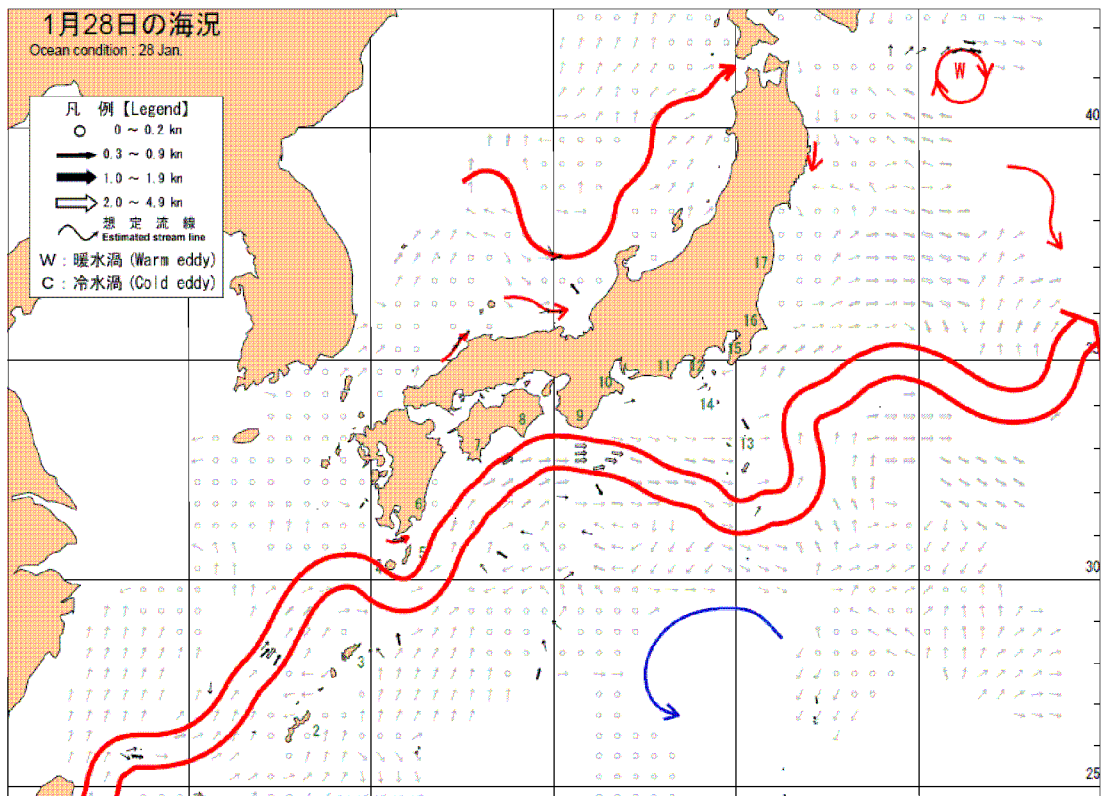 1月28日の海況
Ocean condition : 28 Jan.
凡 例【Legend】
0 ～ 0.2 kn
0.3 ～ 0.9 kn
1.0 ～ 1.9 kn
2.0 ～ 4.9 kn
想 定 流 線
Estimated stream line
W : 暖水渦 (Warm eddy)
C : 冷水渦 (Cold eddy)
W
40
17
16
15
12
11
10
14
9
8
7
13
6
5
30
3
2
25